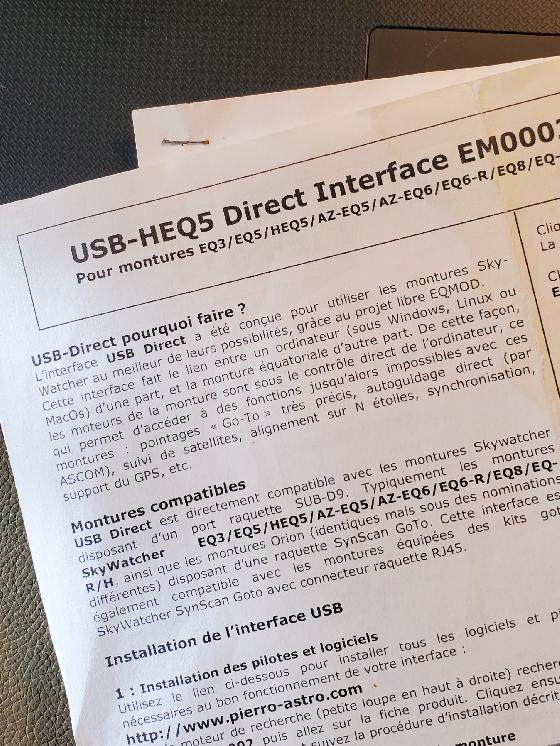 USB-HEQ5 Direct Interface
Pour montures EQ3/EQ5/HEQ5/AZ-EQ5/AZ-EQ6/EQ6-R/EQ8/EQ-
USB-Direct pourquoi faire ?
L'interface USB Direct a été conçue pour utiliser les montures Sky-
Watcher au meilleur de leurs possiblirés, grâce au projet libre EQMOD.
Cette interface fait le lien entre un ordinateur (sous Windows, Linux ou
MacOs) d'une part, et la monture équatoriale d'autre part. De cette façon,
les moteurs de la monture sont sous le contrôle direct de l'ordinateur, ce
qui permet d'accéder à des fonctions jusqu'alors impossibles avec ces
montures : pointages « Go-To » très précis, autoguidage direct (par
ASCOM), suivi de satellites, alignement sur N étoiles, synchronisation,
support du GPS, etc.
Montures compatibles
USB Direct est directement compatible avec les montures Skywatcher
disposant d'un port raquette SUB-D9. Typiquement les montures
SkyWatcher EQ3/EQ5/HEQ5/AZ-EQ5/AZ-EQ6/EQ6-R/EQ8/EQ-
R/H, ainsi que les montures Orion (identiques mais sous des nominations
différentes) disposant d'une raquette SynScan GoTo. Cette interface es
également compatible avec les montures équipées des kits got
SkyWatcher SynScan Goto avec connecteur raquette RJ45.
Installation de l'interface USB
1 : Installation des pilotes et logiciels
Utilisez le lien ci-dessous pour installer tous les logiciels et pi
nécessaires au bon fonctionnement de votre interface :
http://www.pierro-astro.com
moteur de recherche (petite loupe en haut à droite) recher
puis allez sur la fiche produit. Cliquez ensu
suivez la procédure d'installation décrit
monture
Clic
La